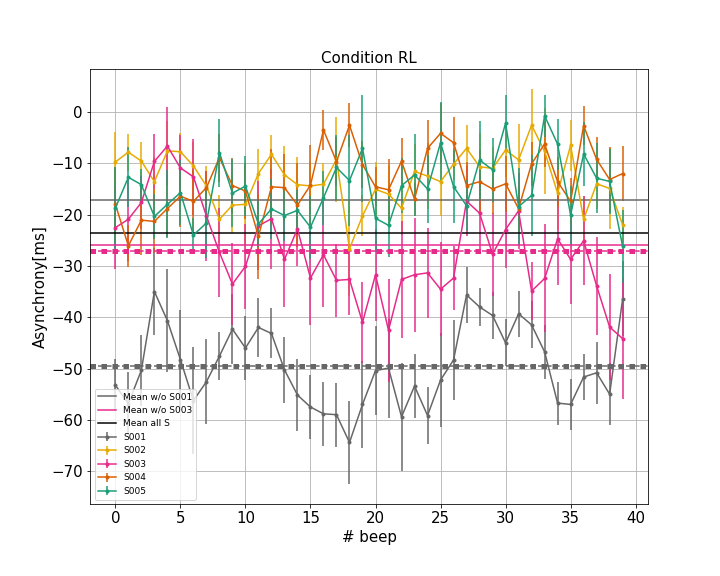 Condition RL
Asynchrony[ms]
0
−10
−20
−30
−40
−50
−60
−70
Mean w/o S001
Mean w/o S003
Mean all S
S001
S002
S003
S004
S005
0 5 10 15 20 25 30 35 40
# beep